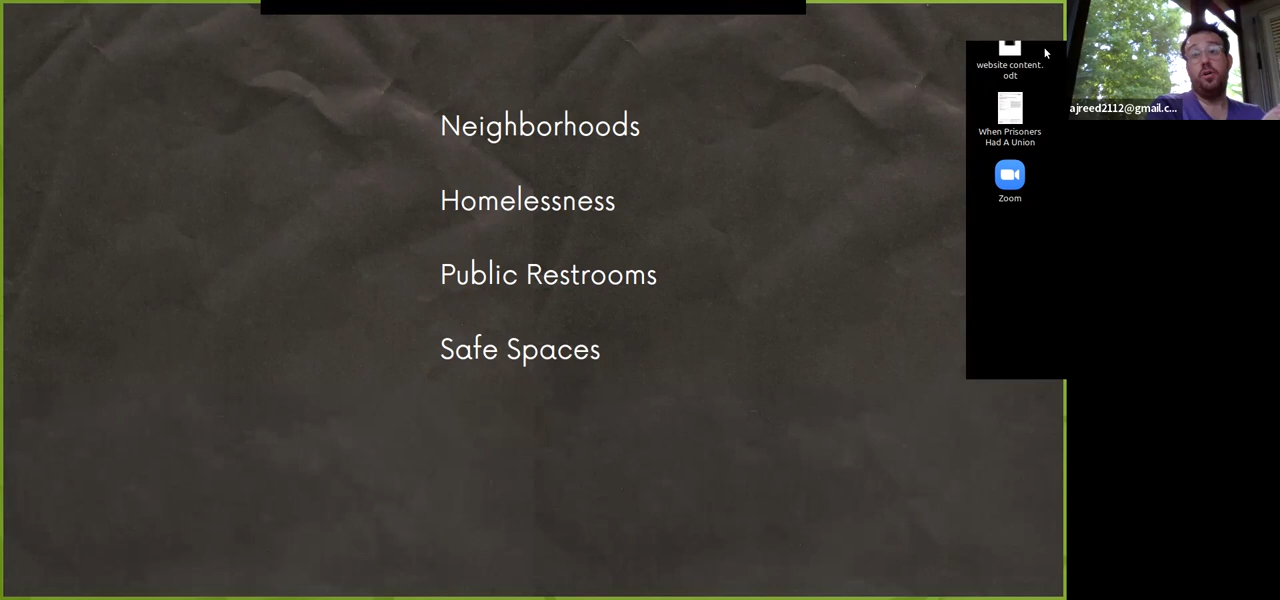 Neighborhoods
Homelessness
Public Restrooms
Safe Spaces
website content.
odt
When Prisoners
Had A Union
Zoom
ajreed2112@gmail.c...